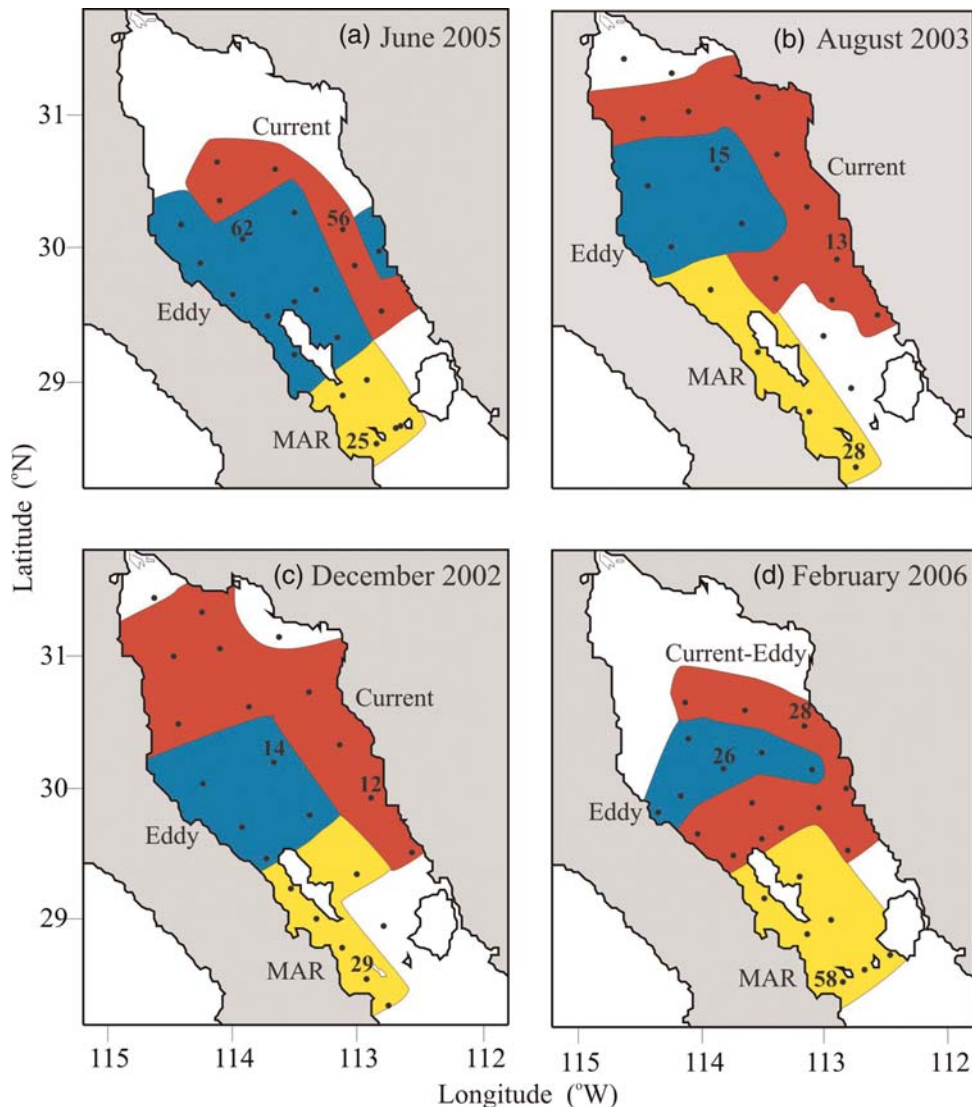 (a) June 2005
Current
31
62
56
30
Eddy
29
MAR
25
(b) August 2003
15
Current
13
Eddy
MAR
28
Latitude (°N)
(c) December 2002
31
Current
14
12
30
Eddy
29
MAR
29
115
114
113
112
(d) February 2006
Current-Eddy
28
26
Eddy
MAR
58
115
114
113
112
Longitude (°W)